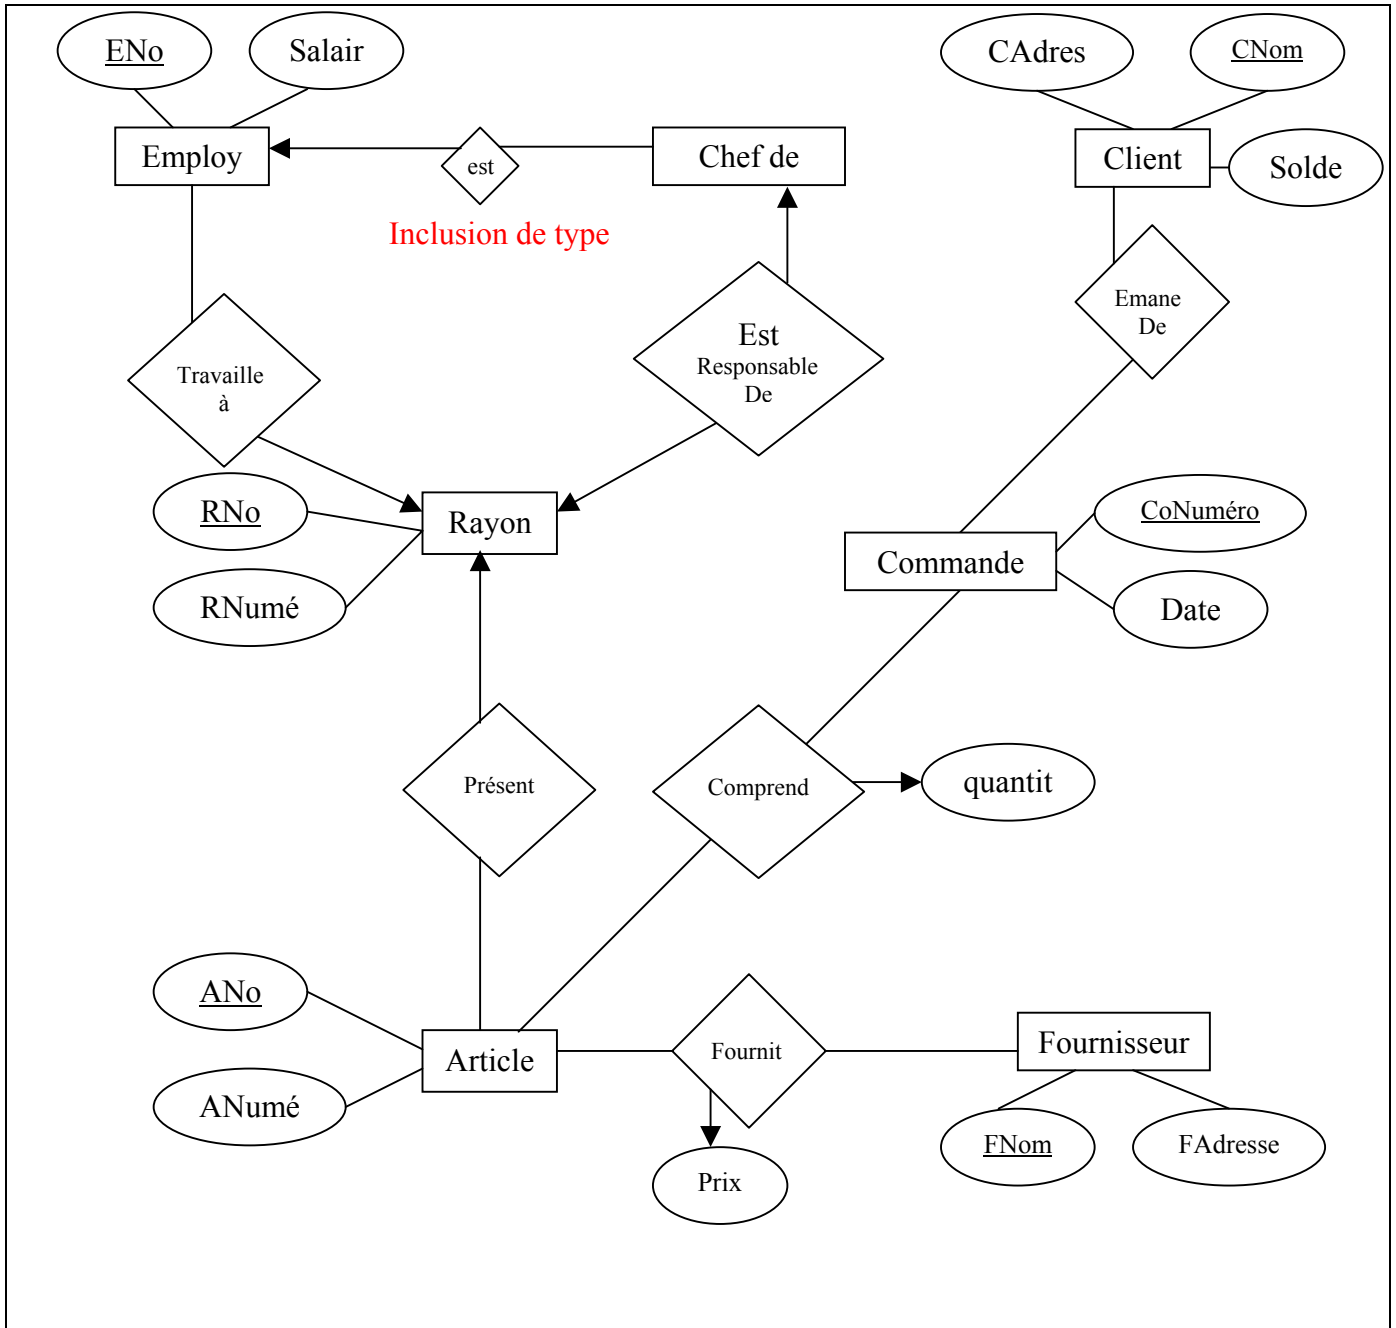 ENo
Salair
CAdres
CNom
Employ
est
Chef de
Client
Solde
Inclusion de type
Travaille
à
Est
Responsable
De
Emane
De
RNo
Rayon
CoNuméro
Commande
RNumé
Date
Présent
Comprend
quantit
ANo
Article
Fournit
Fournisseur
ANumé
FNom
FAdresse
Prix